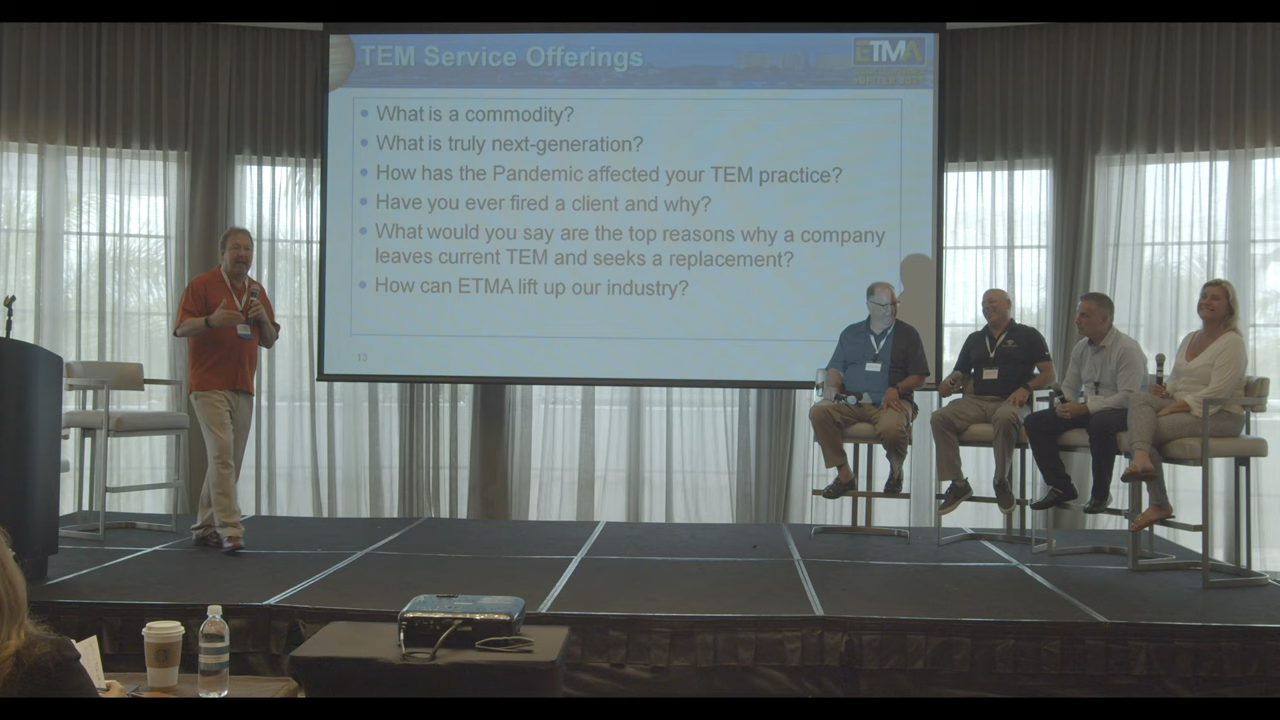 TEM Service Offerings
ETMA
What is a commodity?
What is truly next-generation?
How has the Pandemic affected your TEM practice?
Have you ever fired a client and why?
What would you say are the top reasons why a company
leaves current TEM and seeks a replacement?
How can ETMA lift up our industry?
13